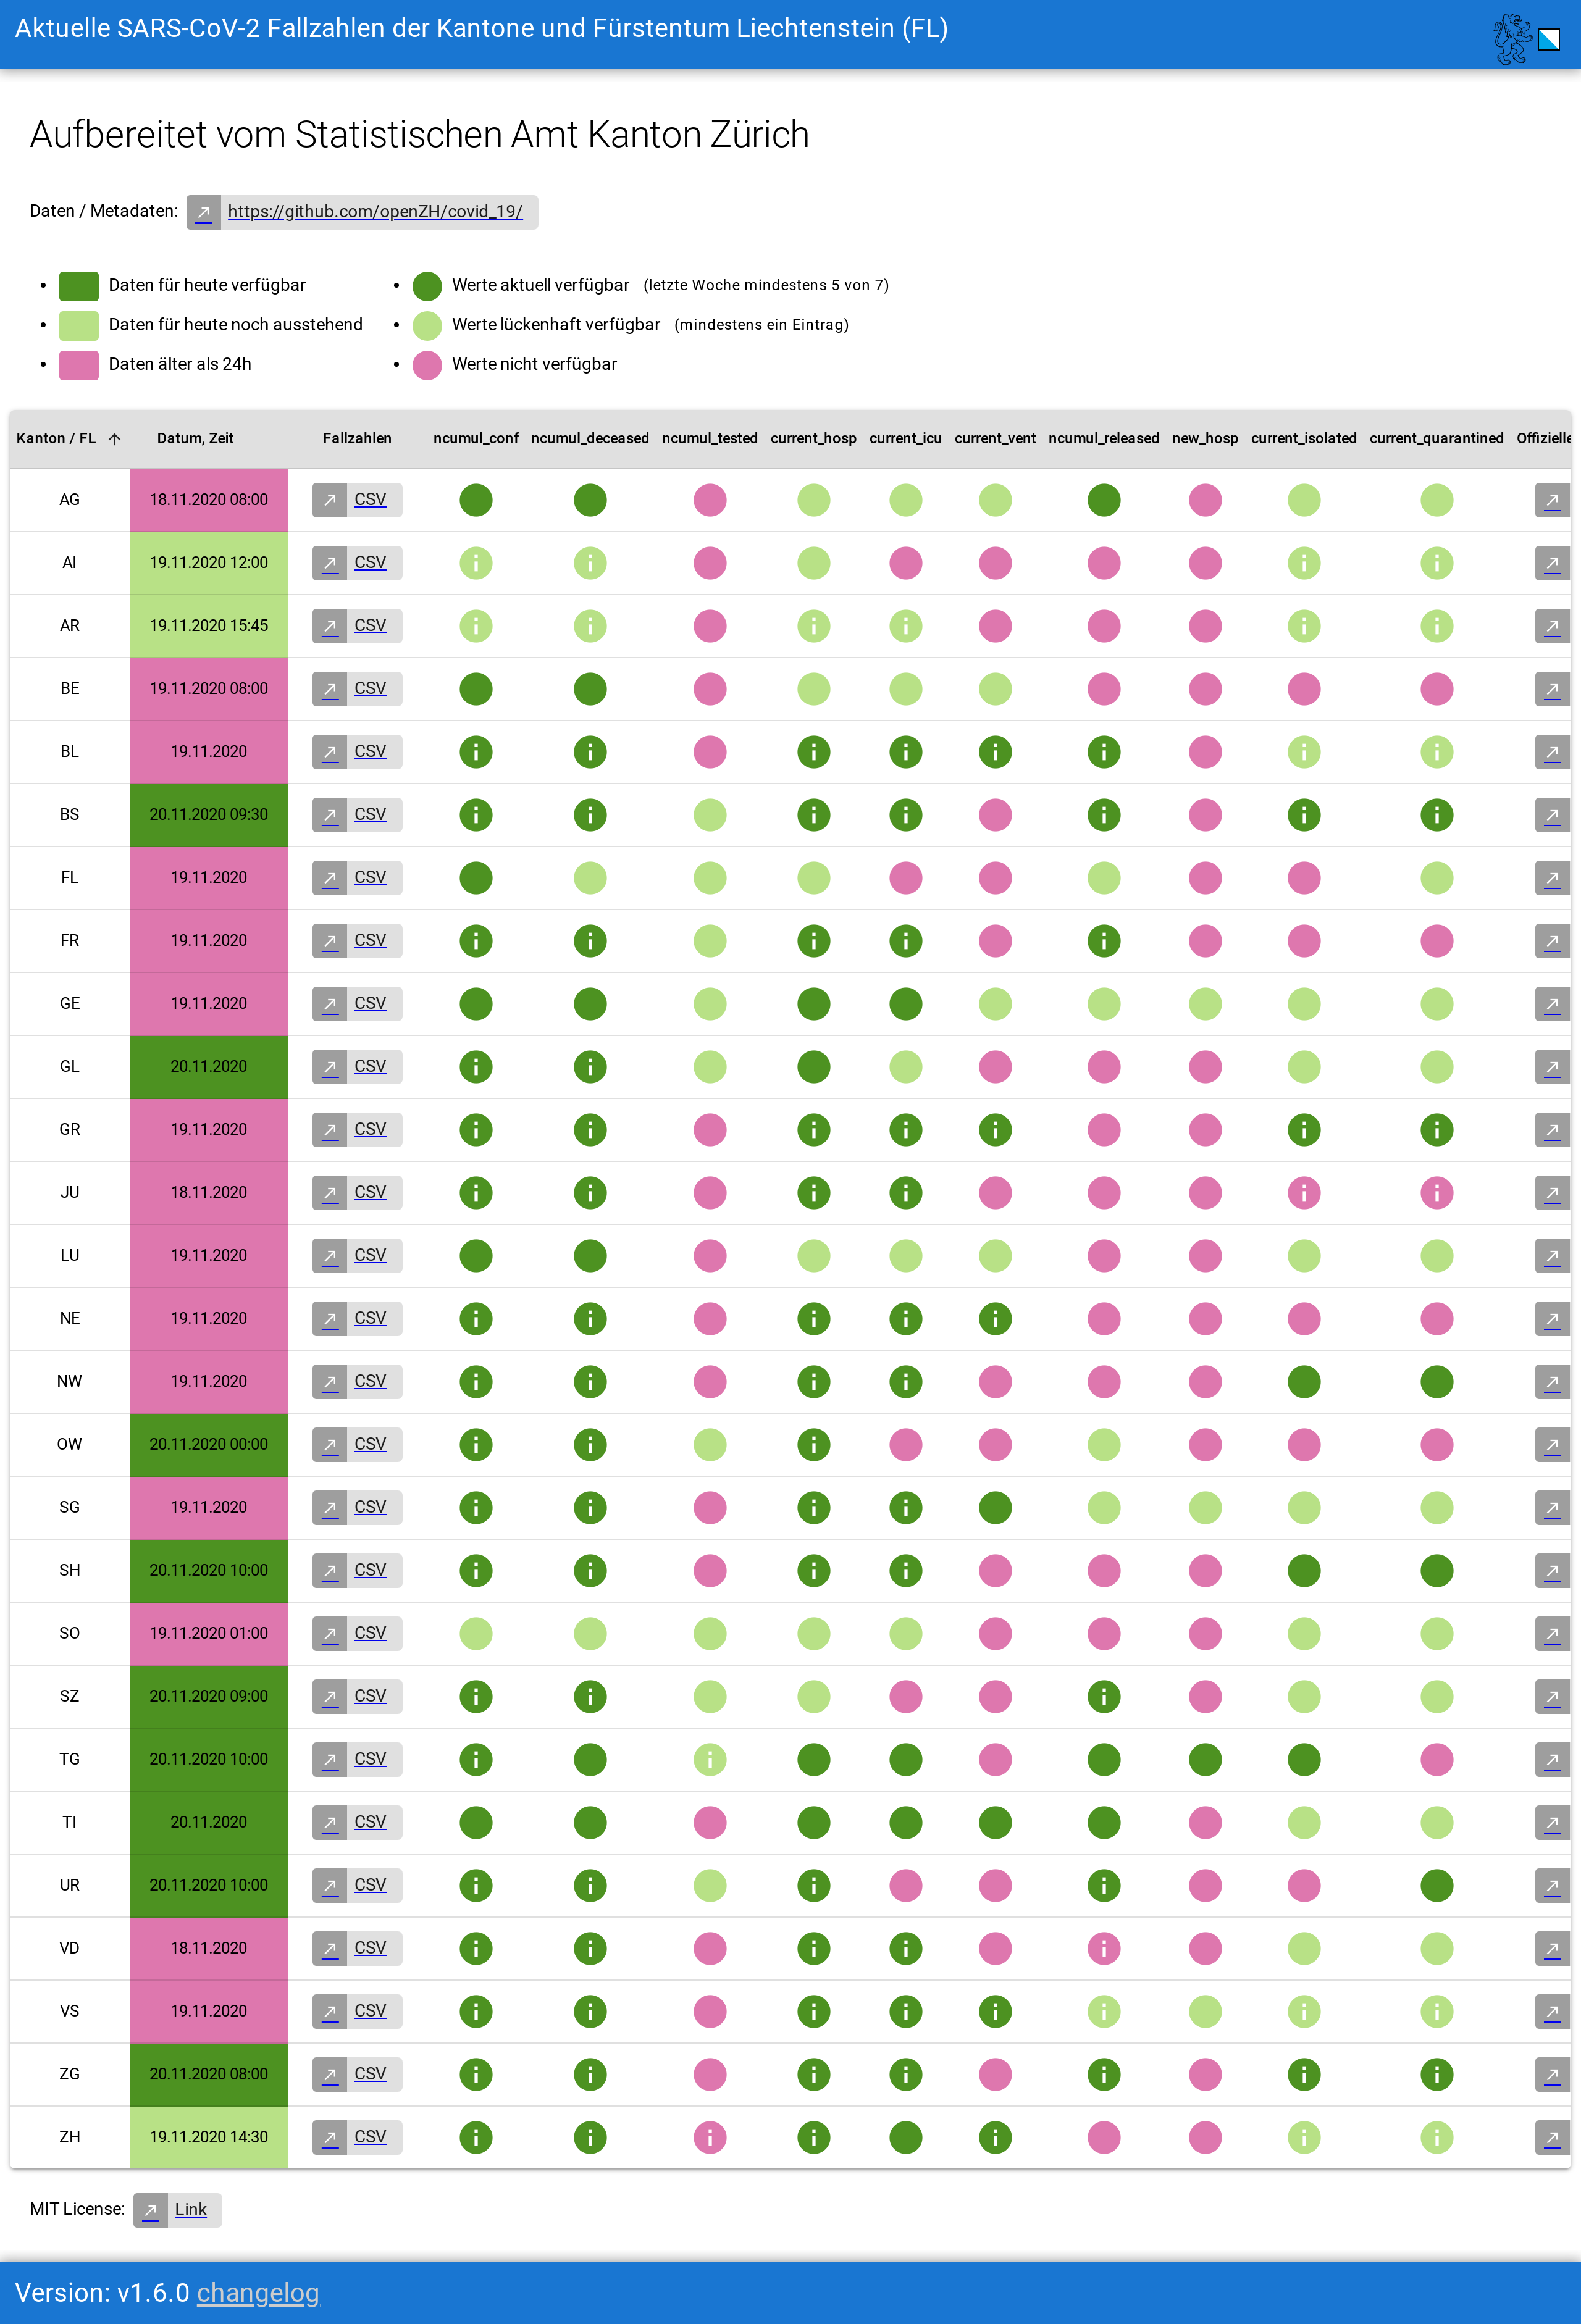 Aktuelle SARS-CoV-2 Fallzahlen der Kantone und Fürstentum Liechtenstein (FL)
Aufbereitet vom Statistischen Amt Kanton Zürich
Daten / Metadaten: https://github.com/openZH/covid_19/
Daten für heute verfügbar
Daten für heute noch ausstehend
Daten älter als 24h
Werte aktuell verfügbar (letzte Woche mindestens 5 von 7)
Werte lückenhaft verfügbar (mindestens ein Eintrag)
Werte nicht verfügbar
Kanton / FL Datum, Zeit Fallzahlen ncumul_conf ncumul_deceased ncumul_tested current_hosp current_icu current_vent ncumul_released new_hosp current_isolated current_quarantined Offizielle
AG 18.11.2020 08:00 CSV
AI 19.11.2020 12:00 CSV
AR 19.11.2020 15:45 CSV
BE 19.11.2020 08:00 CSV
BL 19.11.2020 CSV
BS 20.11.2020 09:30 CSV
FL 19.11.2020 CSV
FR 19.11.2020 CSV
GE 19.11.2020 CSV
GL 20.11.2020 CSV
GR 19.11.2020 CSV
JU 18.11.2020 CSV
LU 19.11.2020 CSV
NE 19.11.2020 CSV
NW 19.11.2020 CSV
OW 20.11.2020 00:00 CSV
SG 19.11.2020 CSV
SH 20.11.2020 10:00 CSV
SO 19.11.2020 01:00 CSV
SZ 20.11.2020 09:00 CSV
TG 20.11.2020 10:00 CSV
TI 20.11.2020 CSV
UR 20.11.2020 10:00 CSV
VD 18.11.2020 CSV
VS 19.11.2020 CSV
ZG 20.11.2020 08:00 CSV
ZH 19.11.2020 14:30 CSV
MIT License: Link
Version: v1.6.0 changelog